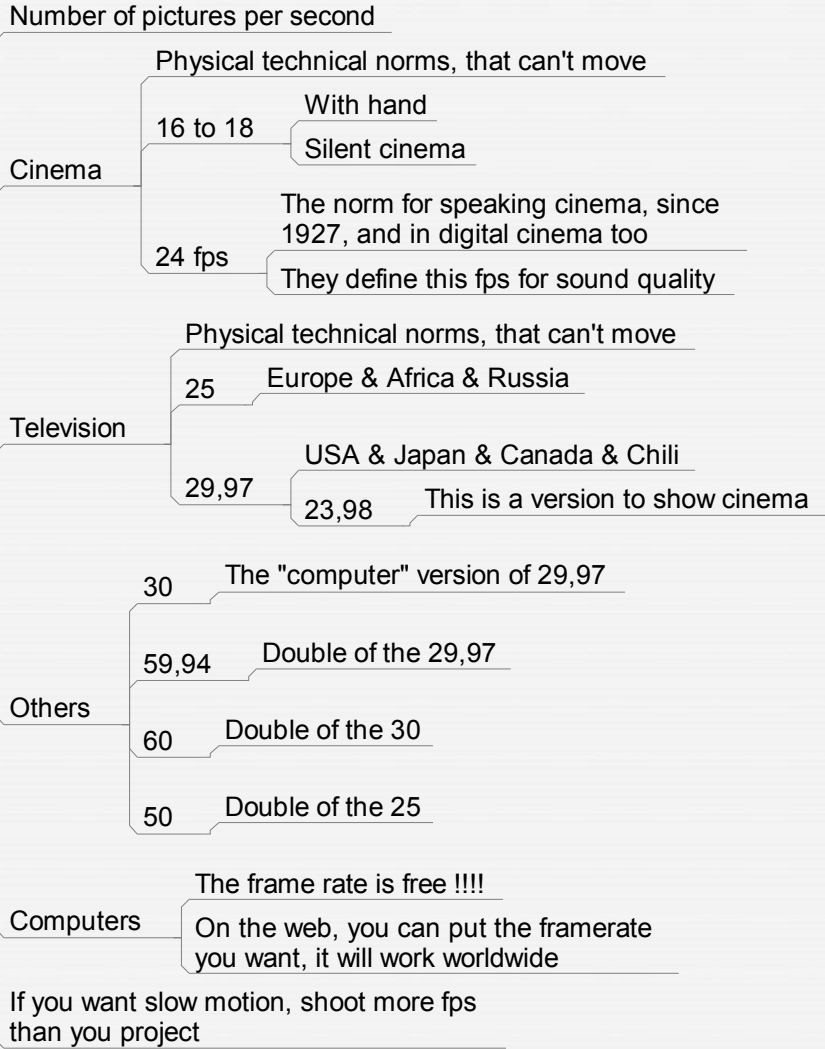 Number of pictures per second
Cinema
Physical technical norms, that can't move
16 to 18
With hand
Silent cinema
24 fps
The norm for speaking cinema, since
1927, and in digital cinema too
They define this fps for sound quality
Television
Physical technical norms, that can't move
25
Europe & Africa & Russia
29,97
USA & Japan & Canada & Chili
23,98
This is a version to show cinema
Others
30
The "computer" version of 29,97
59,94
Double of the 29,97
60
Double of the 30
50
Double of the 25
Computers
The frame rate is free !!!!
On the web, you can put the framerate
you want, it will work worldwide
If you want slow motion, shoot more fps
than you project